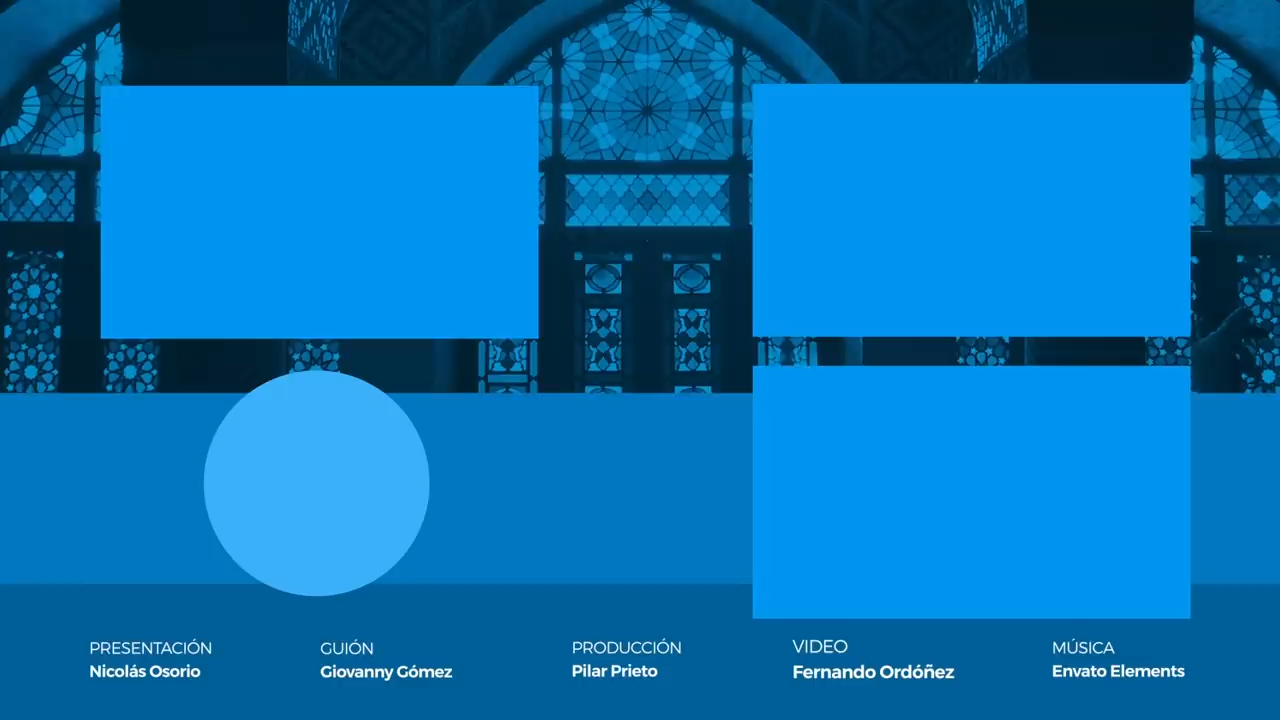 PRESENTACIÓN
Nicolás Osorio
GUIÓN
Giovanny Gómez
PRODUCCIÓN
Pilar Prieto
VIDEO
Fernando Ordóñez
MÚSICA
Envato Elements